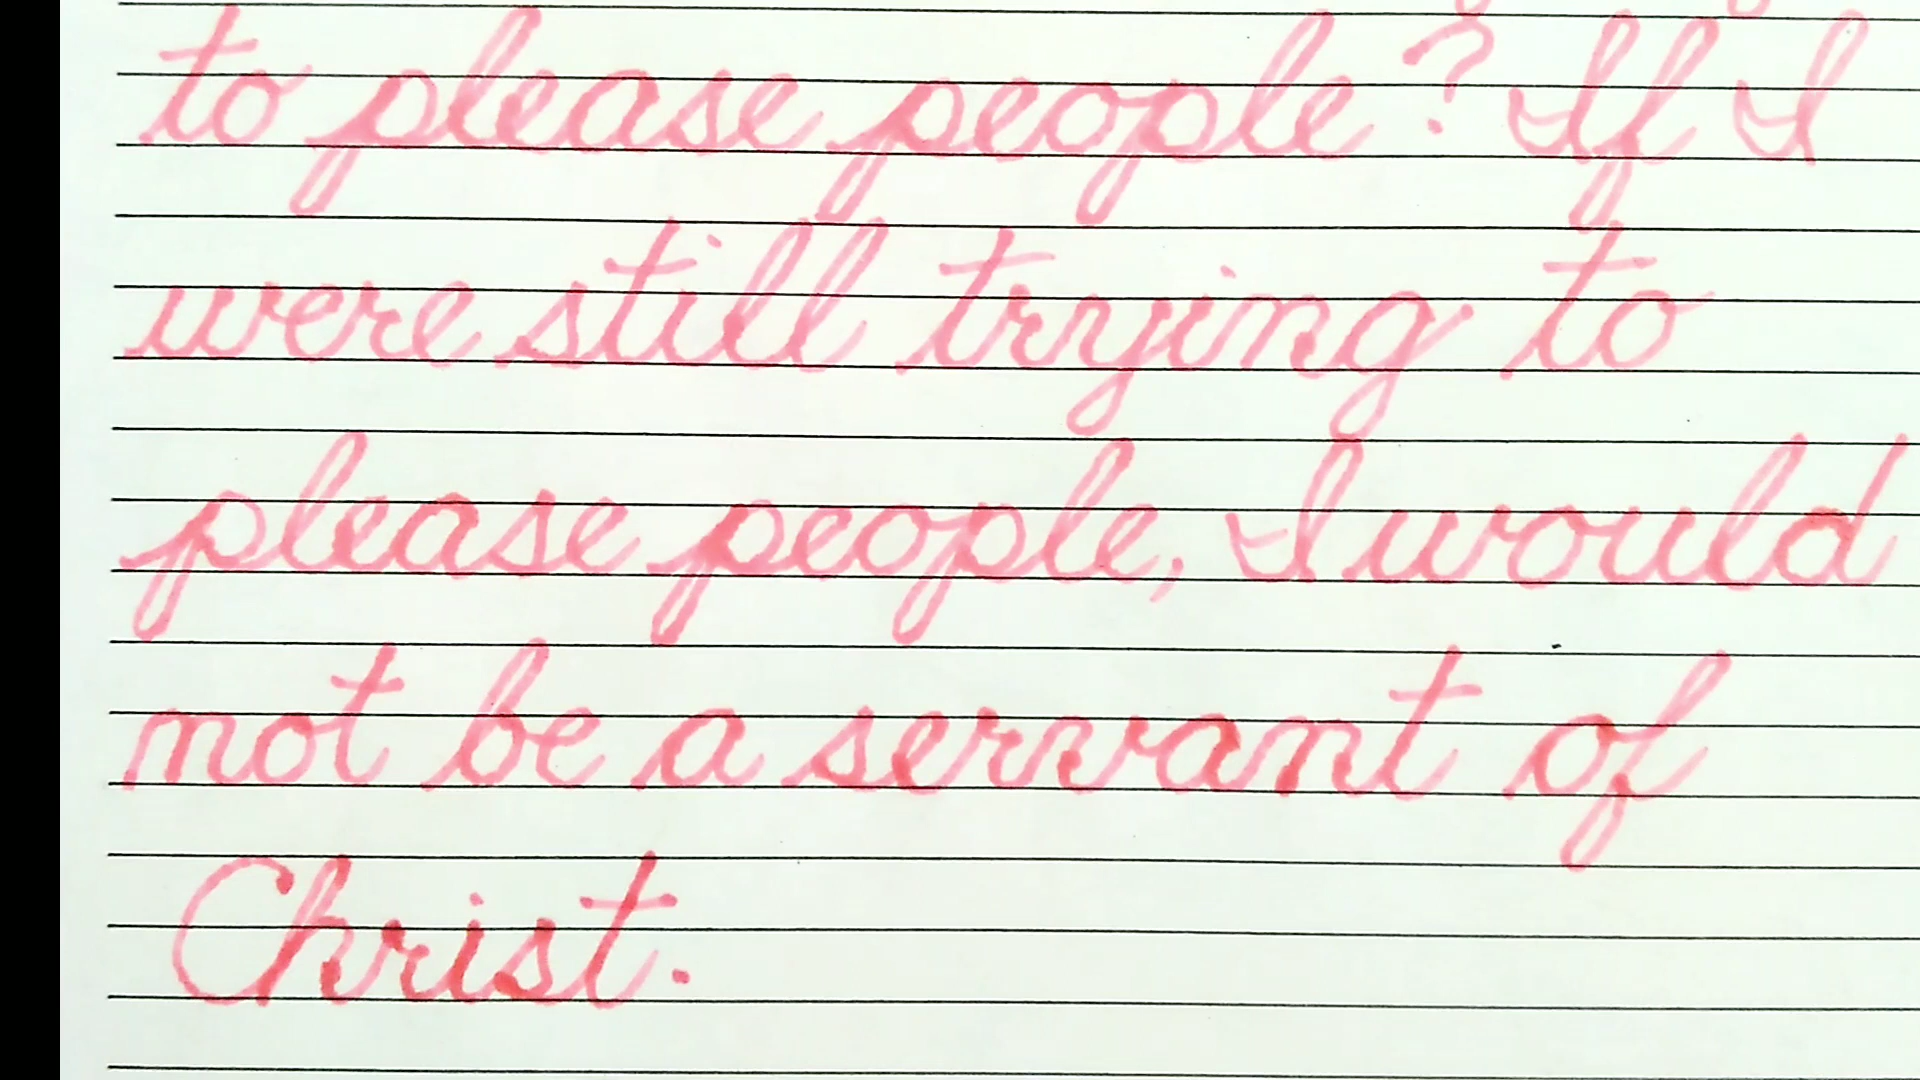 to please people? If I
were still trying to
please people, I would
not be a servant of
Christ.